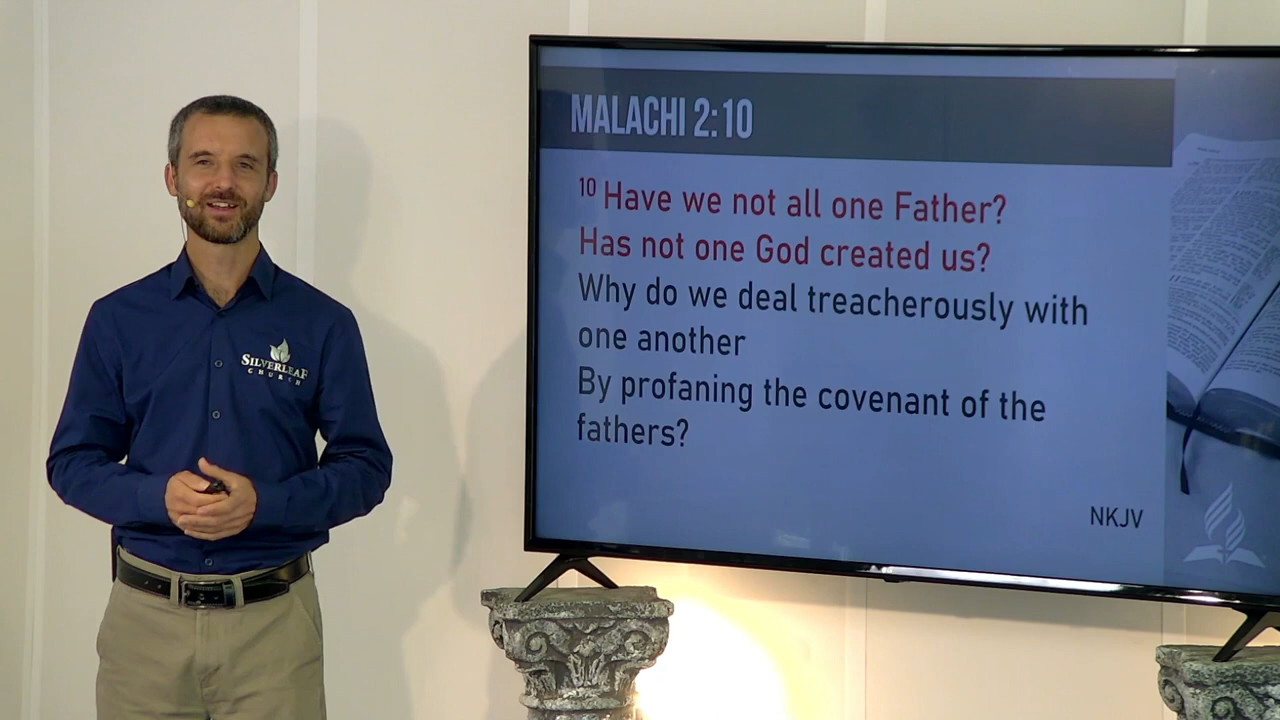 SILVERLEAF
CHURCH
MALACHI 2:10
10 Have we not all one Father?
Has not one God created us?
Why do we deal treacherously with
one another
By profaning the covenant of the
fathers?
NKJV